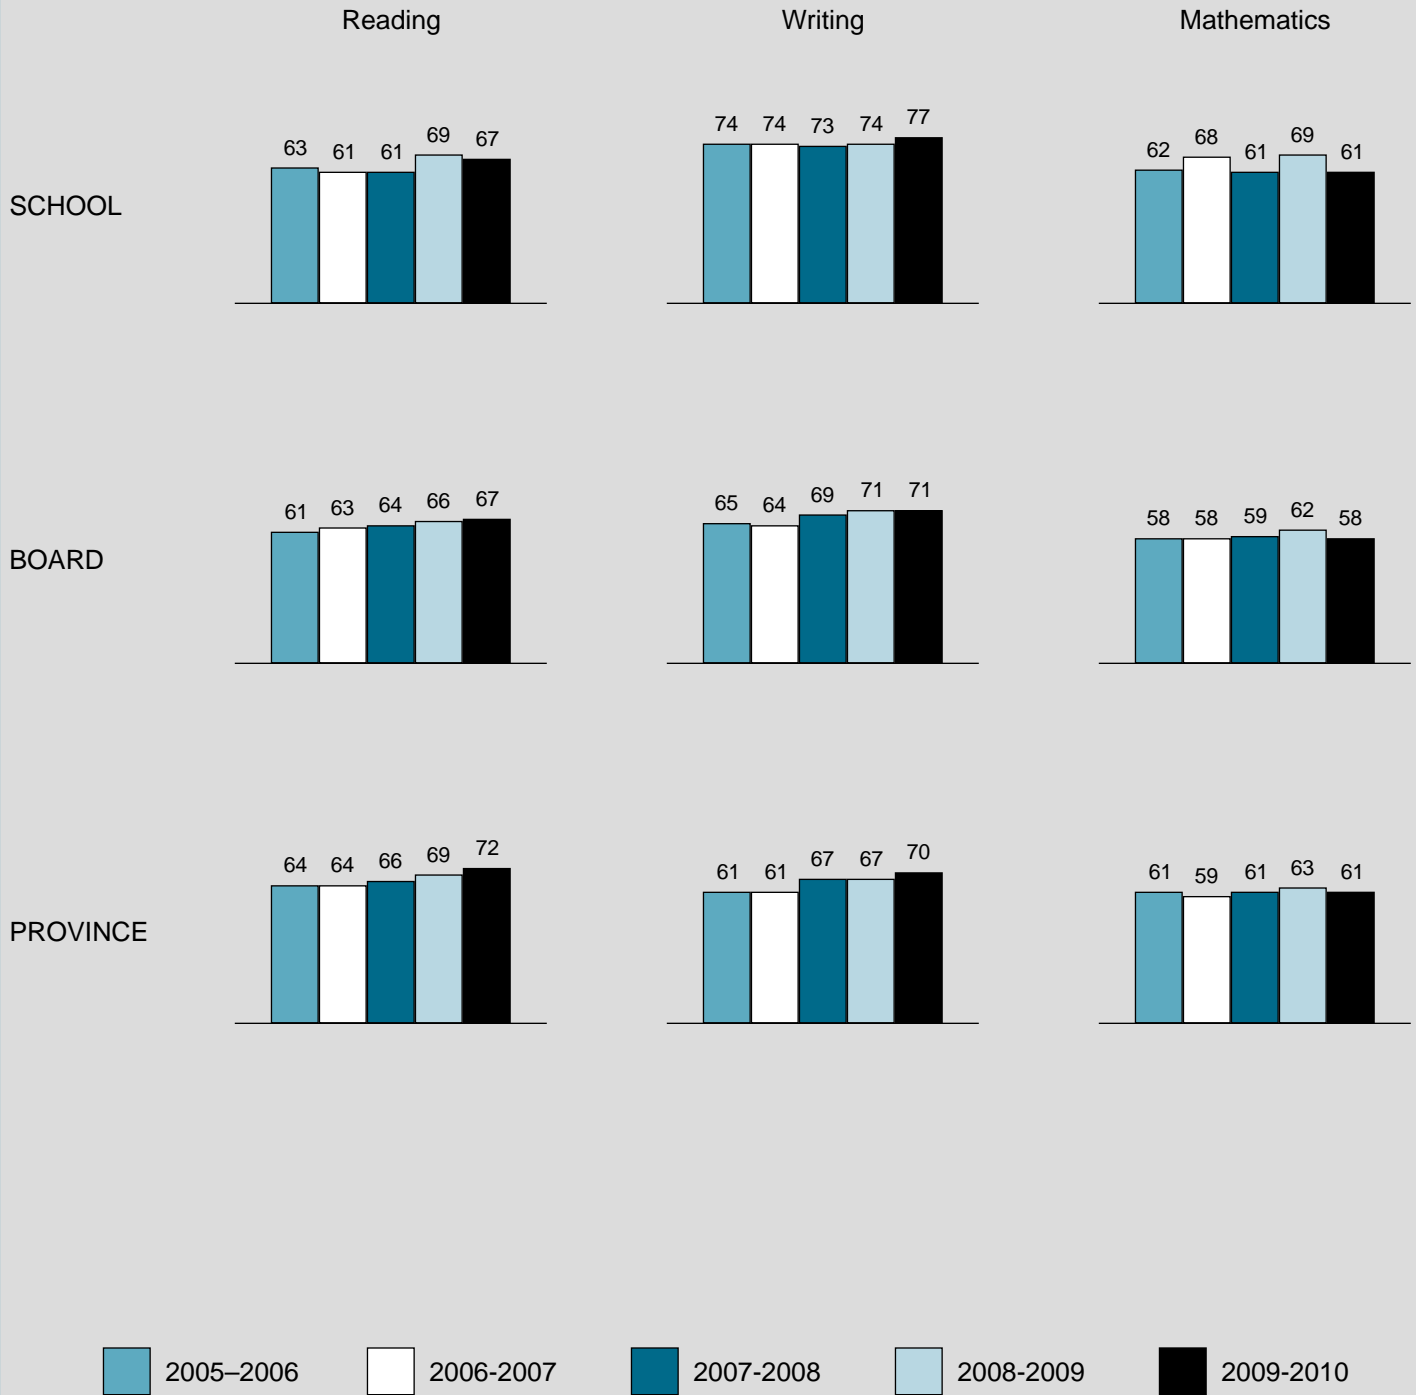 Reading Writing Mathematics
SCHOOL
63 61 61 69 67
74 74 73 74 77
62 68 61 69 61
BOARD
61 63 64 66 67
65 64 69 71 71
58 58 59 62 58
PROVINCE
64 64 66 69 72
61 61 67 67 70
61 59 61 63 61
2005–2006 2006-2007 2007-2008 2008-2009 2009-2010